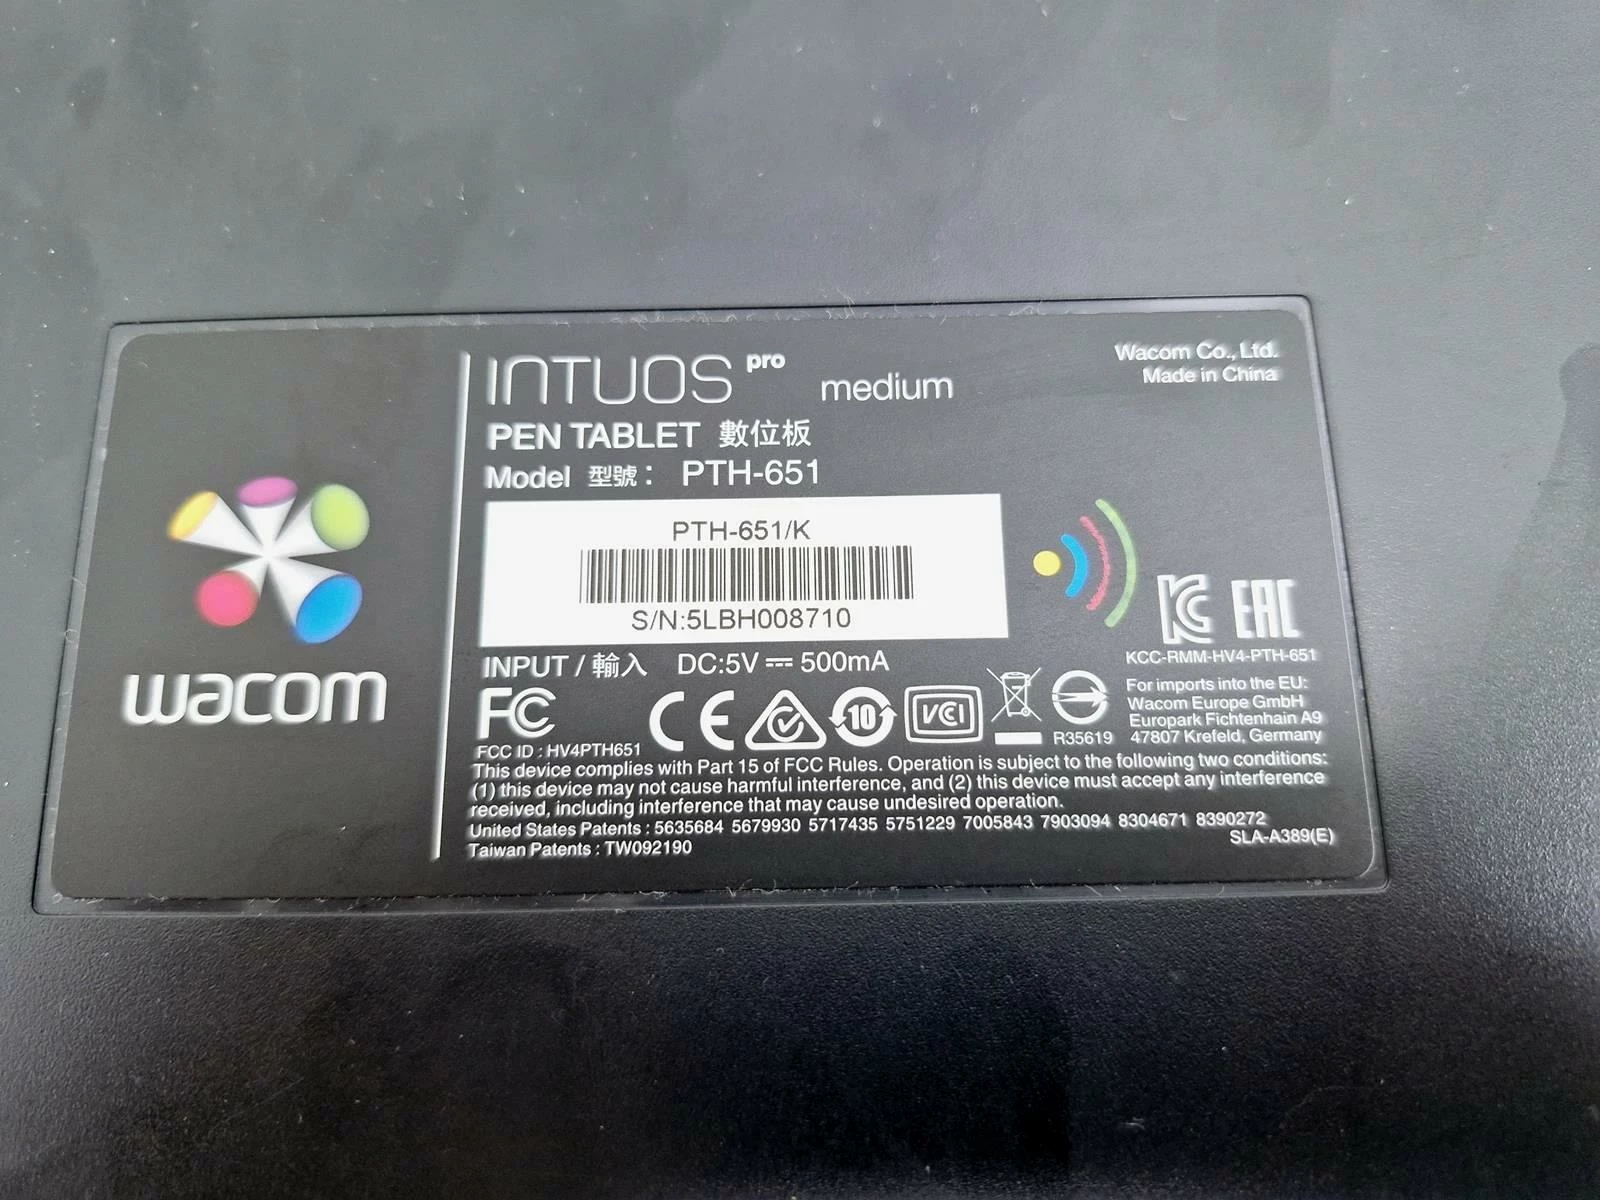 wacom
INTUOS pro medium
PEN TABLET 數位板
Model 型號： PTH-651
Wacom Co., Ltd.
Made in China
PTH-651/K
S/N:5LBH008710
INPUT / 輸入 DC:5V ⎓ 500mA
FC CE 10 VCI
KC EAC
KCC-RMM-HV4-PTH-651
R35619
For imports into the EU:
Wacom Europe GmbH
Europark Fichtenhain A9
47807 Krefeld, Germany
FCC ID : HV4PTH651
This device complies with Part 15 of FCC Rules. Operation is subject to the following two conditions:
(1) this device may not cause harmful interference, and (2) this device must accept any interference
received, including interference that may cause undesired operation.
United States Patents : 5635684 5679930 5717435 5751229 7005843 7903094 8304671 8390272
Taiwan Patents : TW092190
SLA-A389(E)